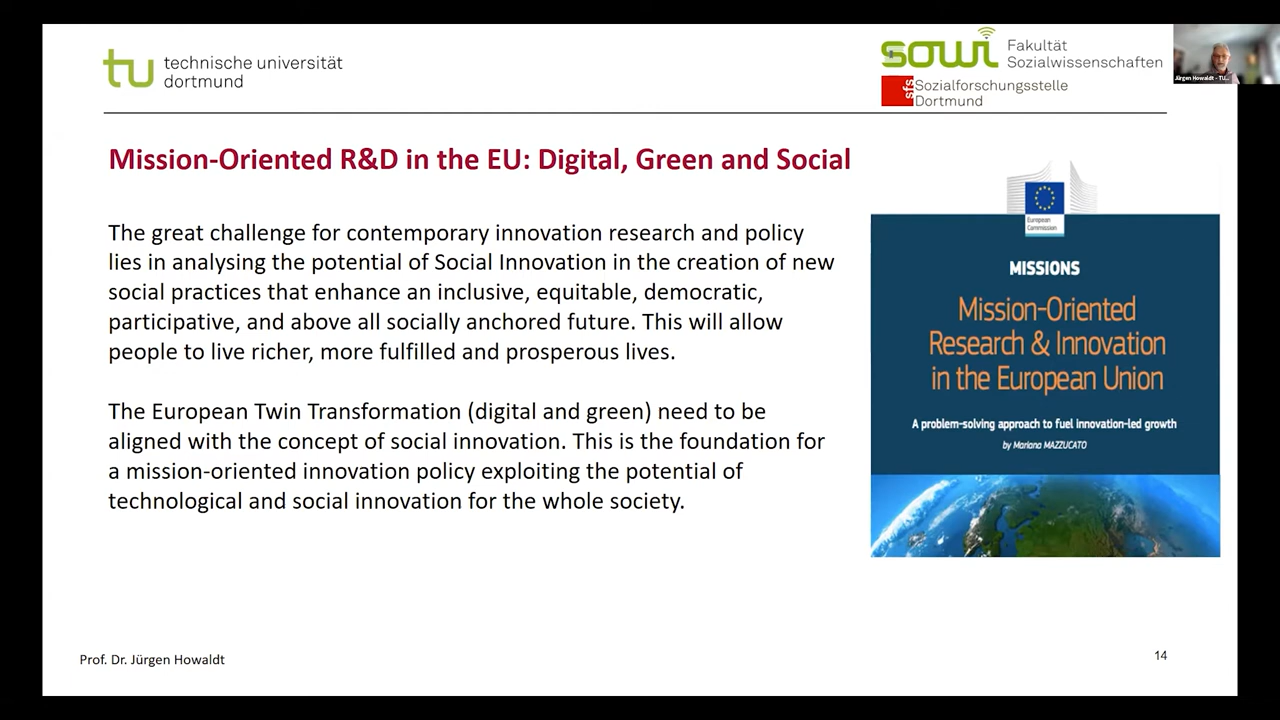 tu technische universität
dortmund
sowi Fakultät
Sozialwissenschaften
sfs Sozialforschungsstelle
Dortmund
Jürgen Howaldt - TU...
Mission-Oriented R&D in the EU: Digital, Green and Social
The great challenge for contemporary innovation research and policy
lies in analysing the potential of Social Innovation in the creation of new
social practices that enhance an inclusive, equitable, democratic,
participative, and above all socially anchored future. This will allow
people to live richer, more fulfilled and prosperous lives.
The European Twin Transformation (digital and green) need to be
aligned with the concept of social innovation. This is the foundation for
a mission-oriented innovation policy exploiting the potential of
technological and social innovation for the whole society.
European
Commission
MISSIONS
Mission-Oriented
Research & Innovation
in the European Union
A problem-solving approach to fuel innovation-led growth
by Mariana MAZZUCATO
Prof. Dr. Jürgen Howaldt
14